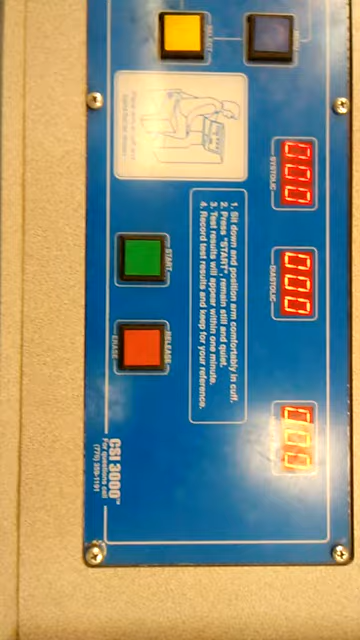 SYSTOLIC
000
DIASTOLIC
000
000
1. Sit down and position arm comfortably in cuff.
2. Press "START", remain still and quiet.
3. Test results will appear within one minute.
4. Record test results and keep for your reference.
START
RELEASE
ERASE
CSI 3000™
For questions call